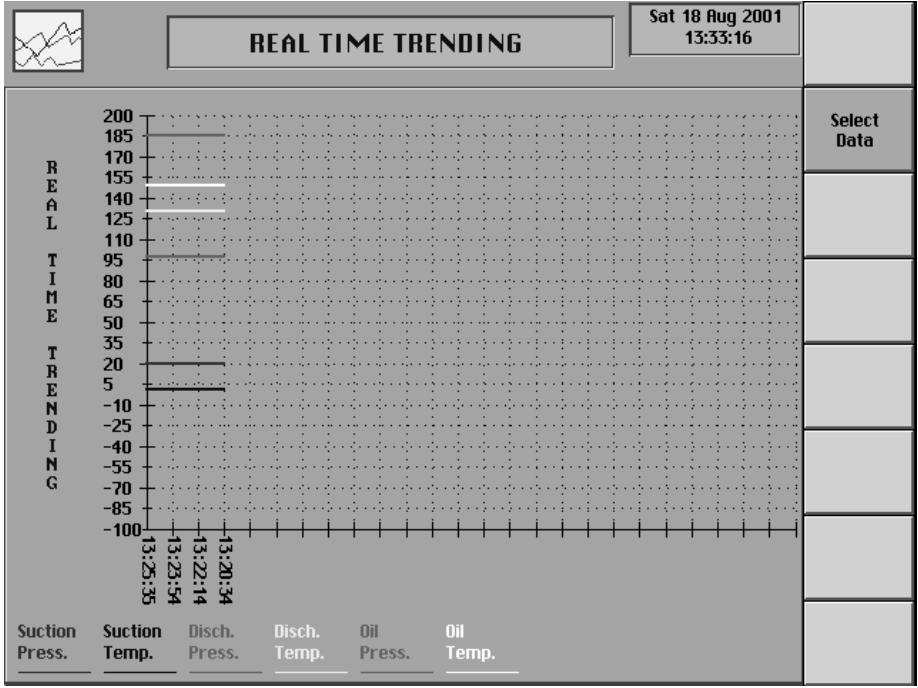 REAL TIME TRENDING
Sat 18 Aug 2001
13:33:16
Select
Data
REAL TIME TRENDING
200
185
170
155
140
125
110
95
80
65
50
35
20
5
-10
-25
-40
-55
-70
-85
-100
13:25:35
13:23:54
13:22:14
13:20:34
Suction
Press.
Suction
Temp.
Disch.
Press.
Disch.
Temp.
Oil
Press.
Oil
Temp.